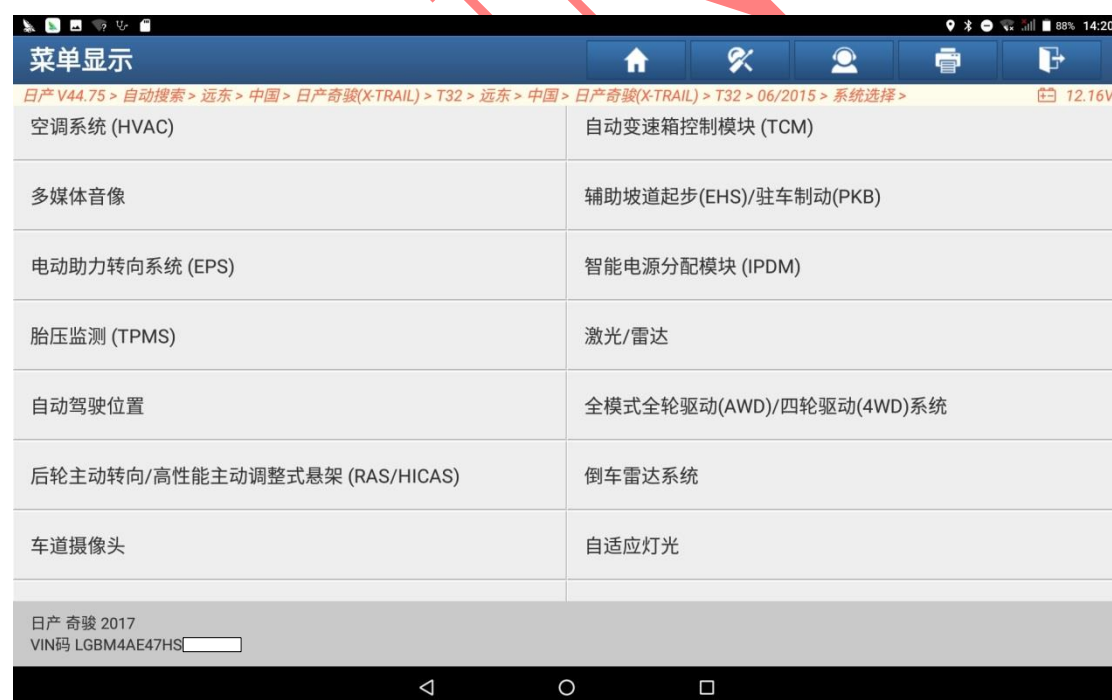 88% 14:20
菜单显示
日产 V44.75 > 自动搜索 > 远东 > 中国 > 日产奇骏(X-TRAIL) > T32 > 远东 > 中国 > 日产奇骏(X-TRAIL) > T32 > 06/2015 > 系统选择 > 12.16V
空调系统 (HVAC) 自动变速箱控制模块 (TCM)
多媒体音像 辅助坡道起步(EHS)/驻车制动(PKB)
电动助力转向系统 (EPS) 智能电源分配模块 (IPDM)
胎压监测 (TPMS) 激光/雷达
自动驾驶位置 全模式全轮驱动(AWD)/四轮驱动(4WD)系统
后轮主动转向/高性能主动调整式悬架 (RAS/HICAS) 倒车雷达系统
车道摄像头 自适应灯光
日产 奇骏 2017
VIN码 LGBM4AE47HS